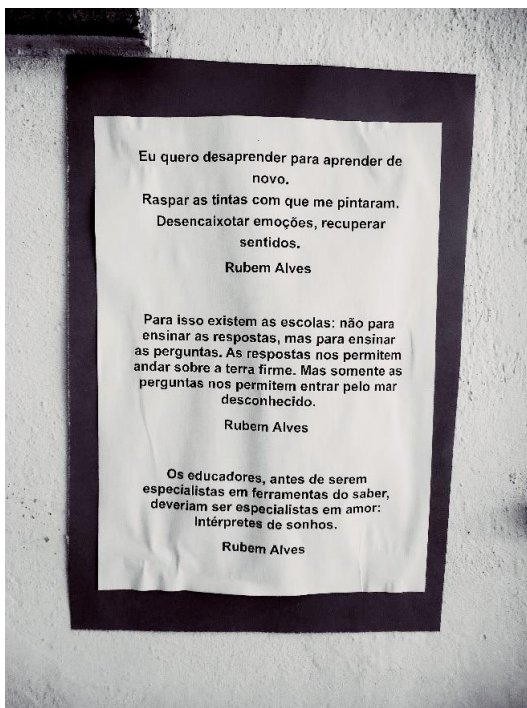 Eu quero desaprender para aprender de
novo.
Raspar as tintas com que me pintaram.
Desencaixotar emoções, recuperar
sentidos.
Rubem Alves
Para isso existem as escolas: não para
ensinar as respostas, mas para ensinar
as perguntas. As respostas nos permitem
andar sobre a terra firme. Mas somente as
perguntas nos permitem entrar pelo mar
desconhecido.
Rubem Alves
Os educadores, antes de serem
especialistas em ferramentas do saber,
deveriam ser especialistas em amor:
Intérpretes de sonhos.
Rubem Alves